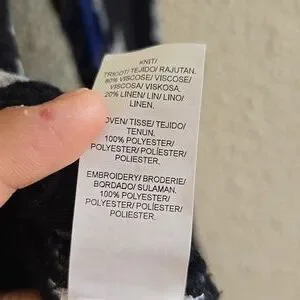 KNIT/
TRICOT/ TEJIDO/ RAJUTAN.
80% VISCOSE/ VISCOSE/
VISCOSA/ VISKOSA.
20% LINEN/ LIN/ LINO/
LINEN.
OVEN/ TISSE/ TEJIDO/
TENUN.
100% POLYESTER/
POLYESTER/ POLIÉSTER/
POLIESTER.
EMBROIDERY/ BRODERIE/
BORDADO/ SULAMAN.
100% POLYESTER/
POLYESTER/ POLIÉSTER/
POLIESTER.